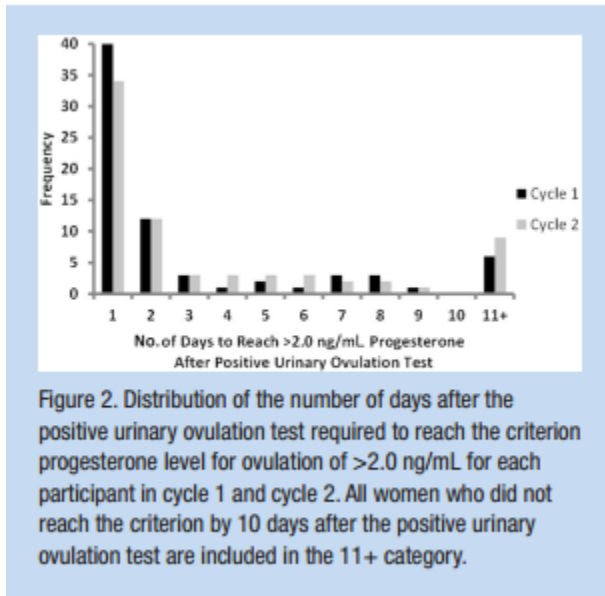 40
35
30
25
20
15
10
5
0
Frequency
Cycle 1
Cycle 2
1 2 3 4 5 6 7 8 9 10 11+
No. of Days to Reach >2.0 ng/mL Progesterone
After Positive Urinary Ovulation Test
Figure 2. Distribution of the number of days after the
positive urinary ovulation test required to reach the criterion
progesterone level for ovulation of >2.0 ng/mL for each
participant in cycle 1 and cycle 2. All women who did not
reach the criterion by 10 days after the positive urinary
ovulation test are included in the 11+ category.